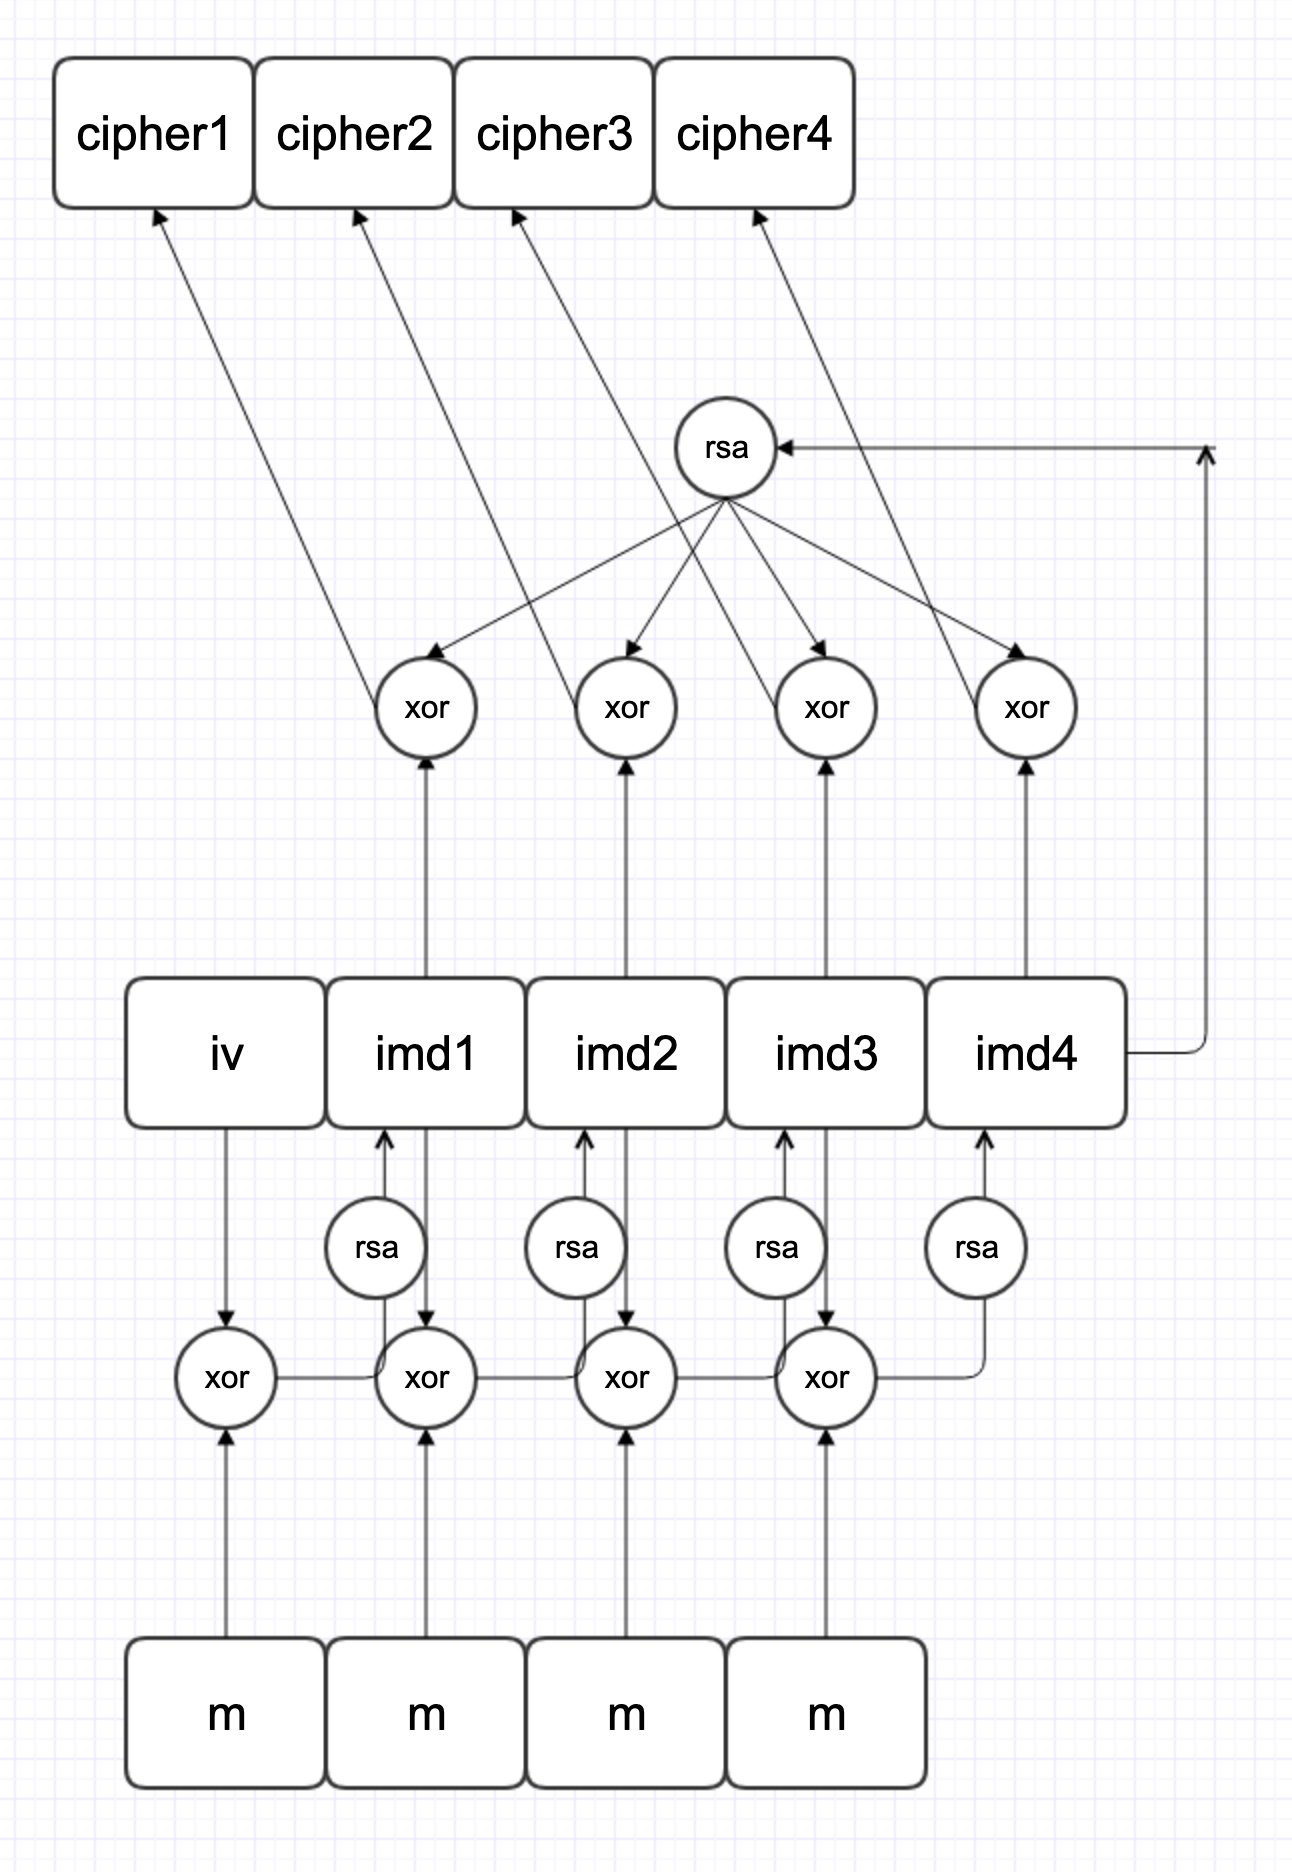 cipher1 cipher2 cipher3 cipher4
rsa
xor xor xor xor
iv imd1 imd2 imd3 imd4
rsa rsa rsa rsa
xor xor xor xor
m m m m